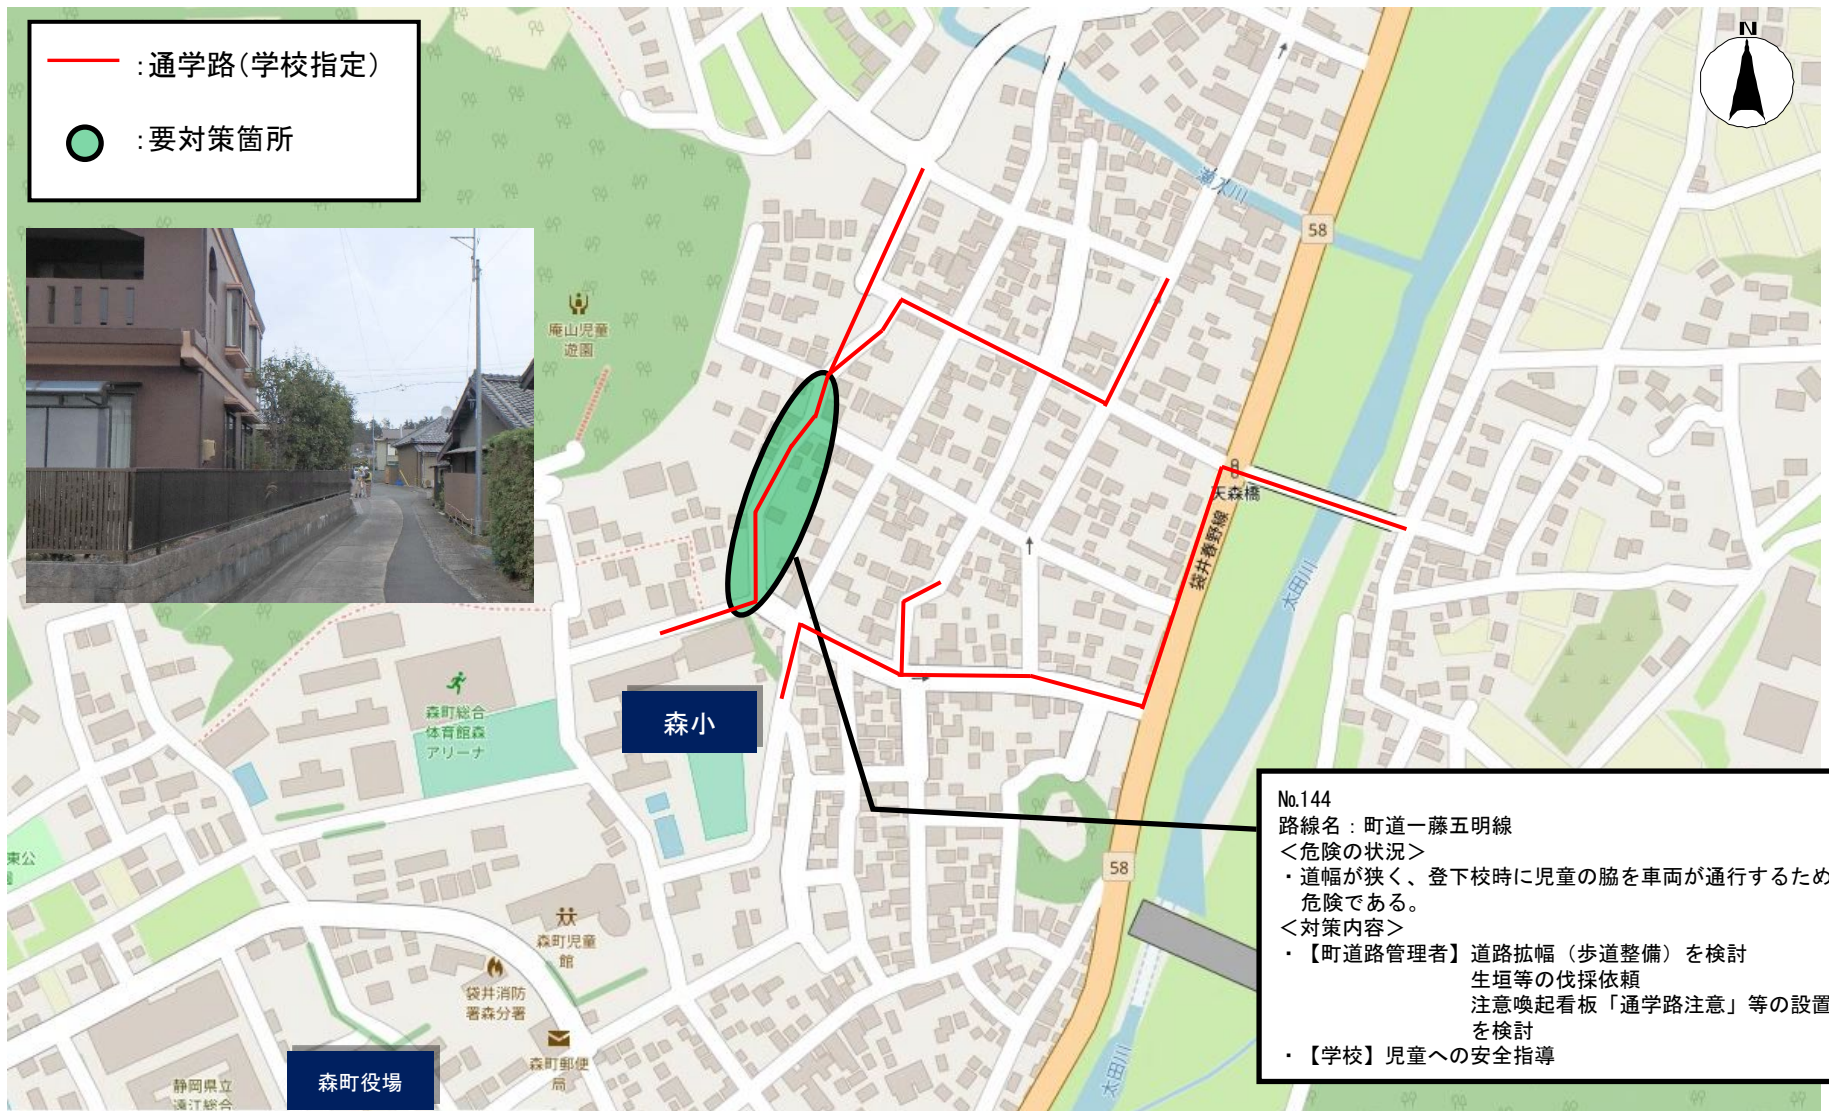 :通学路(学校指定)
:要対策箇所
N
58
瀬入川
庵山児童
遊園
天森橋
袋井春野線
太田川
森小
森町総合
体育館森
アリーナ
東公
58
森町児童
館
袋井消防
署森分署
森町郵便
局
森町役場
静岡県立
遠江総合
太田川
No.144
路線名：町道一藤五明線
＜危険の状況＞
・道幅が狭く、登下校時に児童の脇を車両が通行するため
危険である。
＜対策内容＞
・【町道路管理者】道路拡幅（歩道整備）を検討
生垣等の伐採依頼
注意喚起看板「通学路注意」等の設置
を検討
・【学校】児童への安全指導